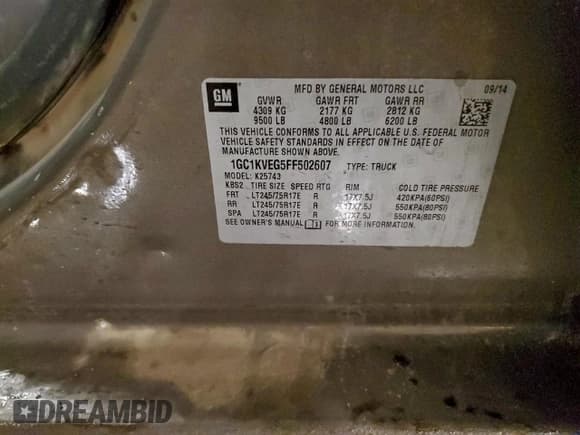 GM
MFD BY GENERAL MOTORS LLC 09/14
GVWR GAWR FRT GAWR RR
4309 KG 2177 KG 2812 KG
9500 LB 4800 LB 6200 LB
THIS VEHICLE CONFORMS TO ALL APPLICABLE U.S. FEDERAL MOTOR
VEHICLE SAFETY STANDARDS IN EFFECT ON THE DATE OF
MANUFACTURE SHOWN ABOVE.
1GC1KVEG5FF502607 TYPE: TRUCK
MODEL: K25743
KBS2 TIRE SIZE SPEED RTG RIM COLD TIRE PRESSURE
FRT LT245/75R17E R 17X7.5J 420KPA(60PSI)
RR LT245/75R17E R 17X7.5J 550KPA(80PSI)
SPA LT245/75R17E R 17X7.5J 550KPA(80PSI)
SEE OWNER'S MANUAL FOR MORE INFORMATION.
DREAMBID